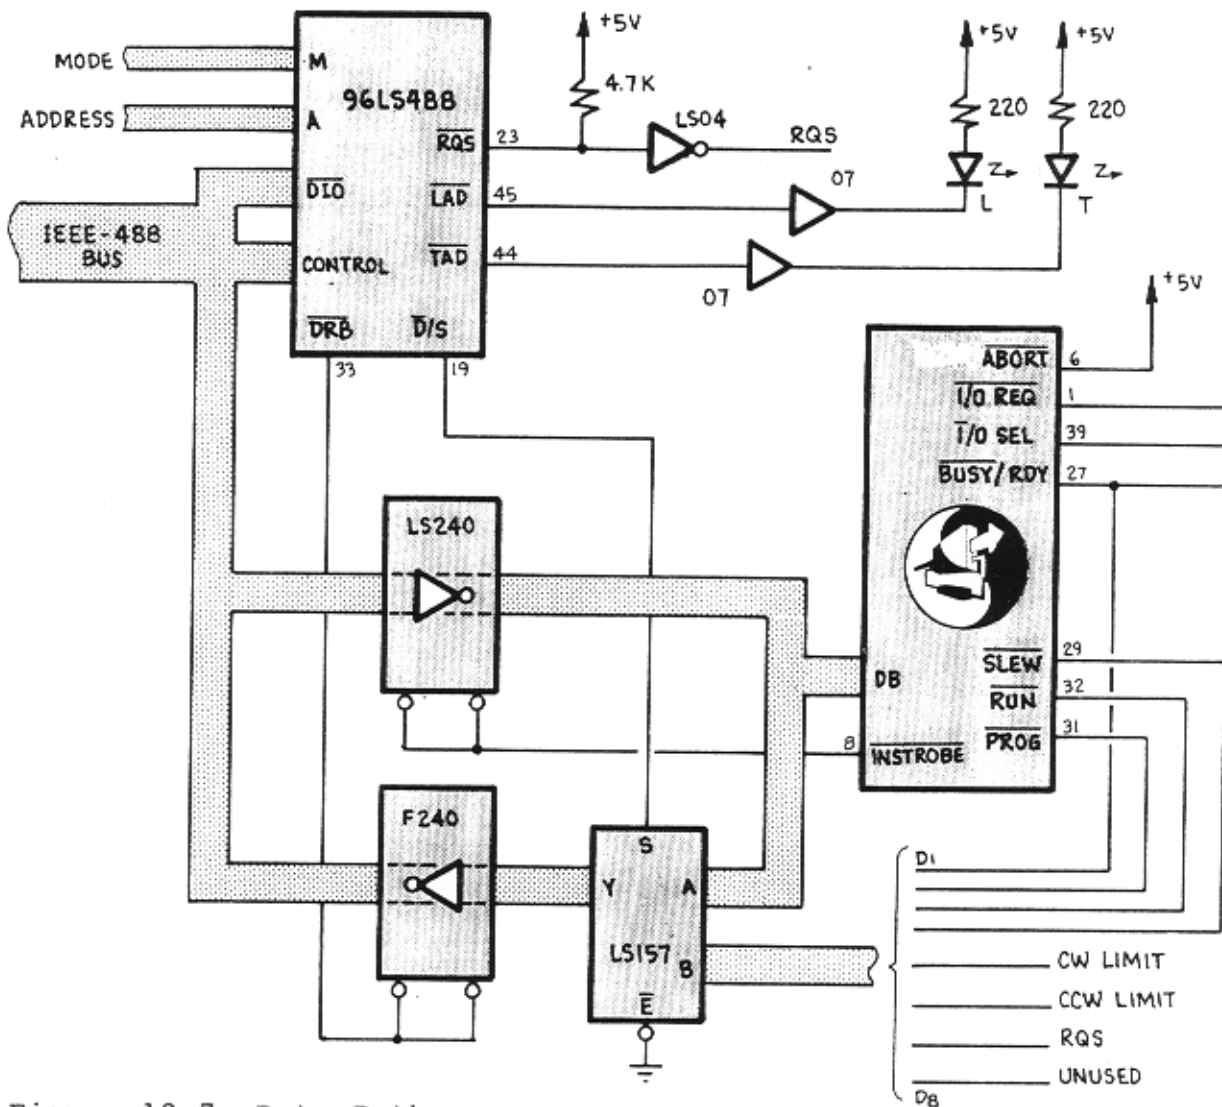 +5V
+5V
+5V
MODE
M
96LS488
4.7K
220
220
ADDRESS
A
RQS
23
LS04
RQS
DIO
LAD
45
07
L
T
IEEE-488
BUS
CONTROL
TAD
44
07
DRB
D/S
33
19
+5V
ABORT
6
I/O REQ
1
I/O SEL
39
BUSY/RDY
27
LS240
DB
SLEW
29
RUN
32
PROG
31
8
INSTROBE
F240
S
Y
A
LS157
B
E
D1
CW LIMIT
CCW LIMIT
RQS
UNUSED
D8